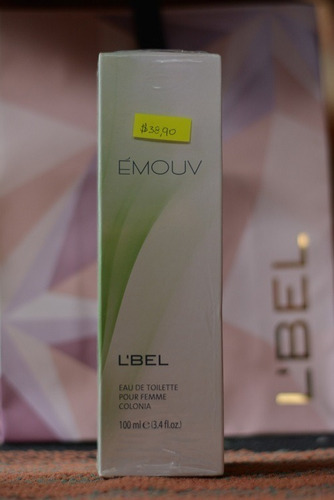 $38,90
ÉMOUV
L'BEL
EAU DE TOILETTE
POUR FEMME
COLONIA
100 ml e (3.4 fl.oz.)
L'BEL